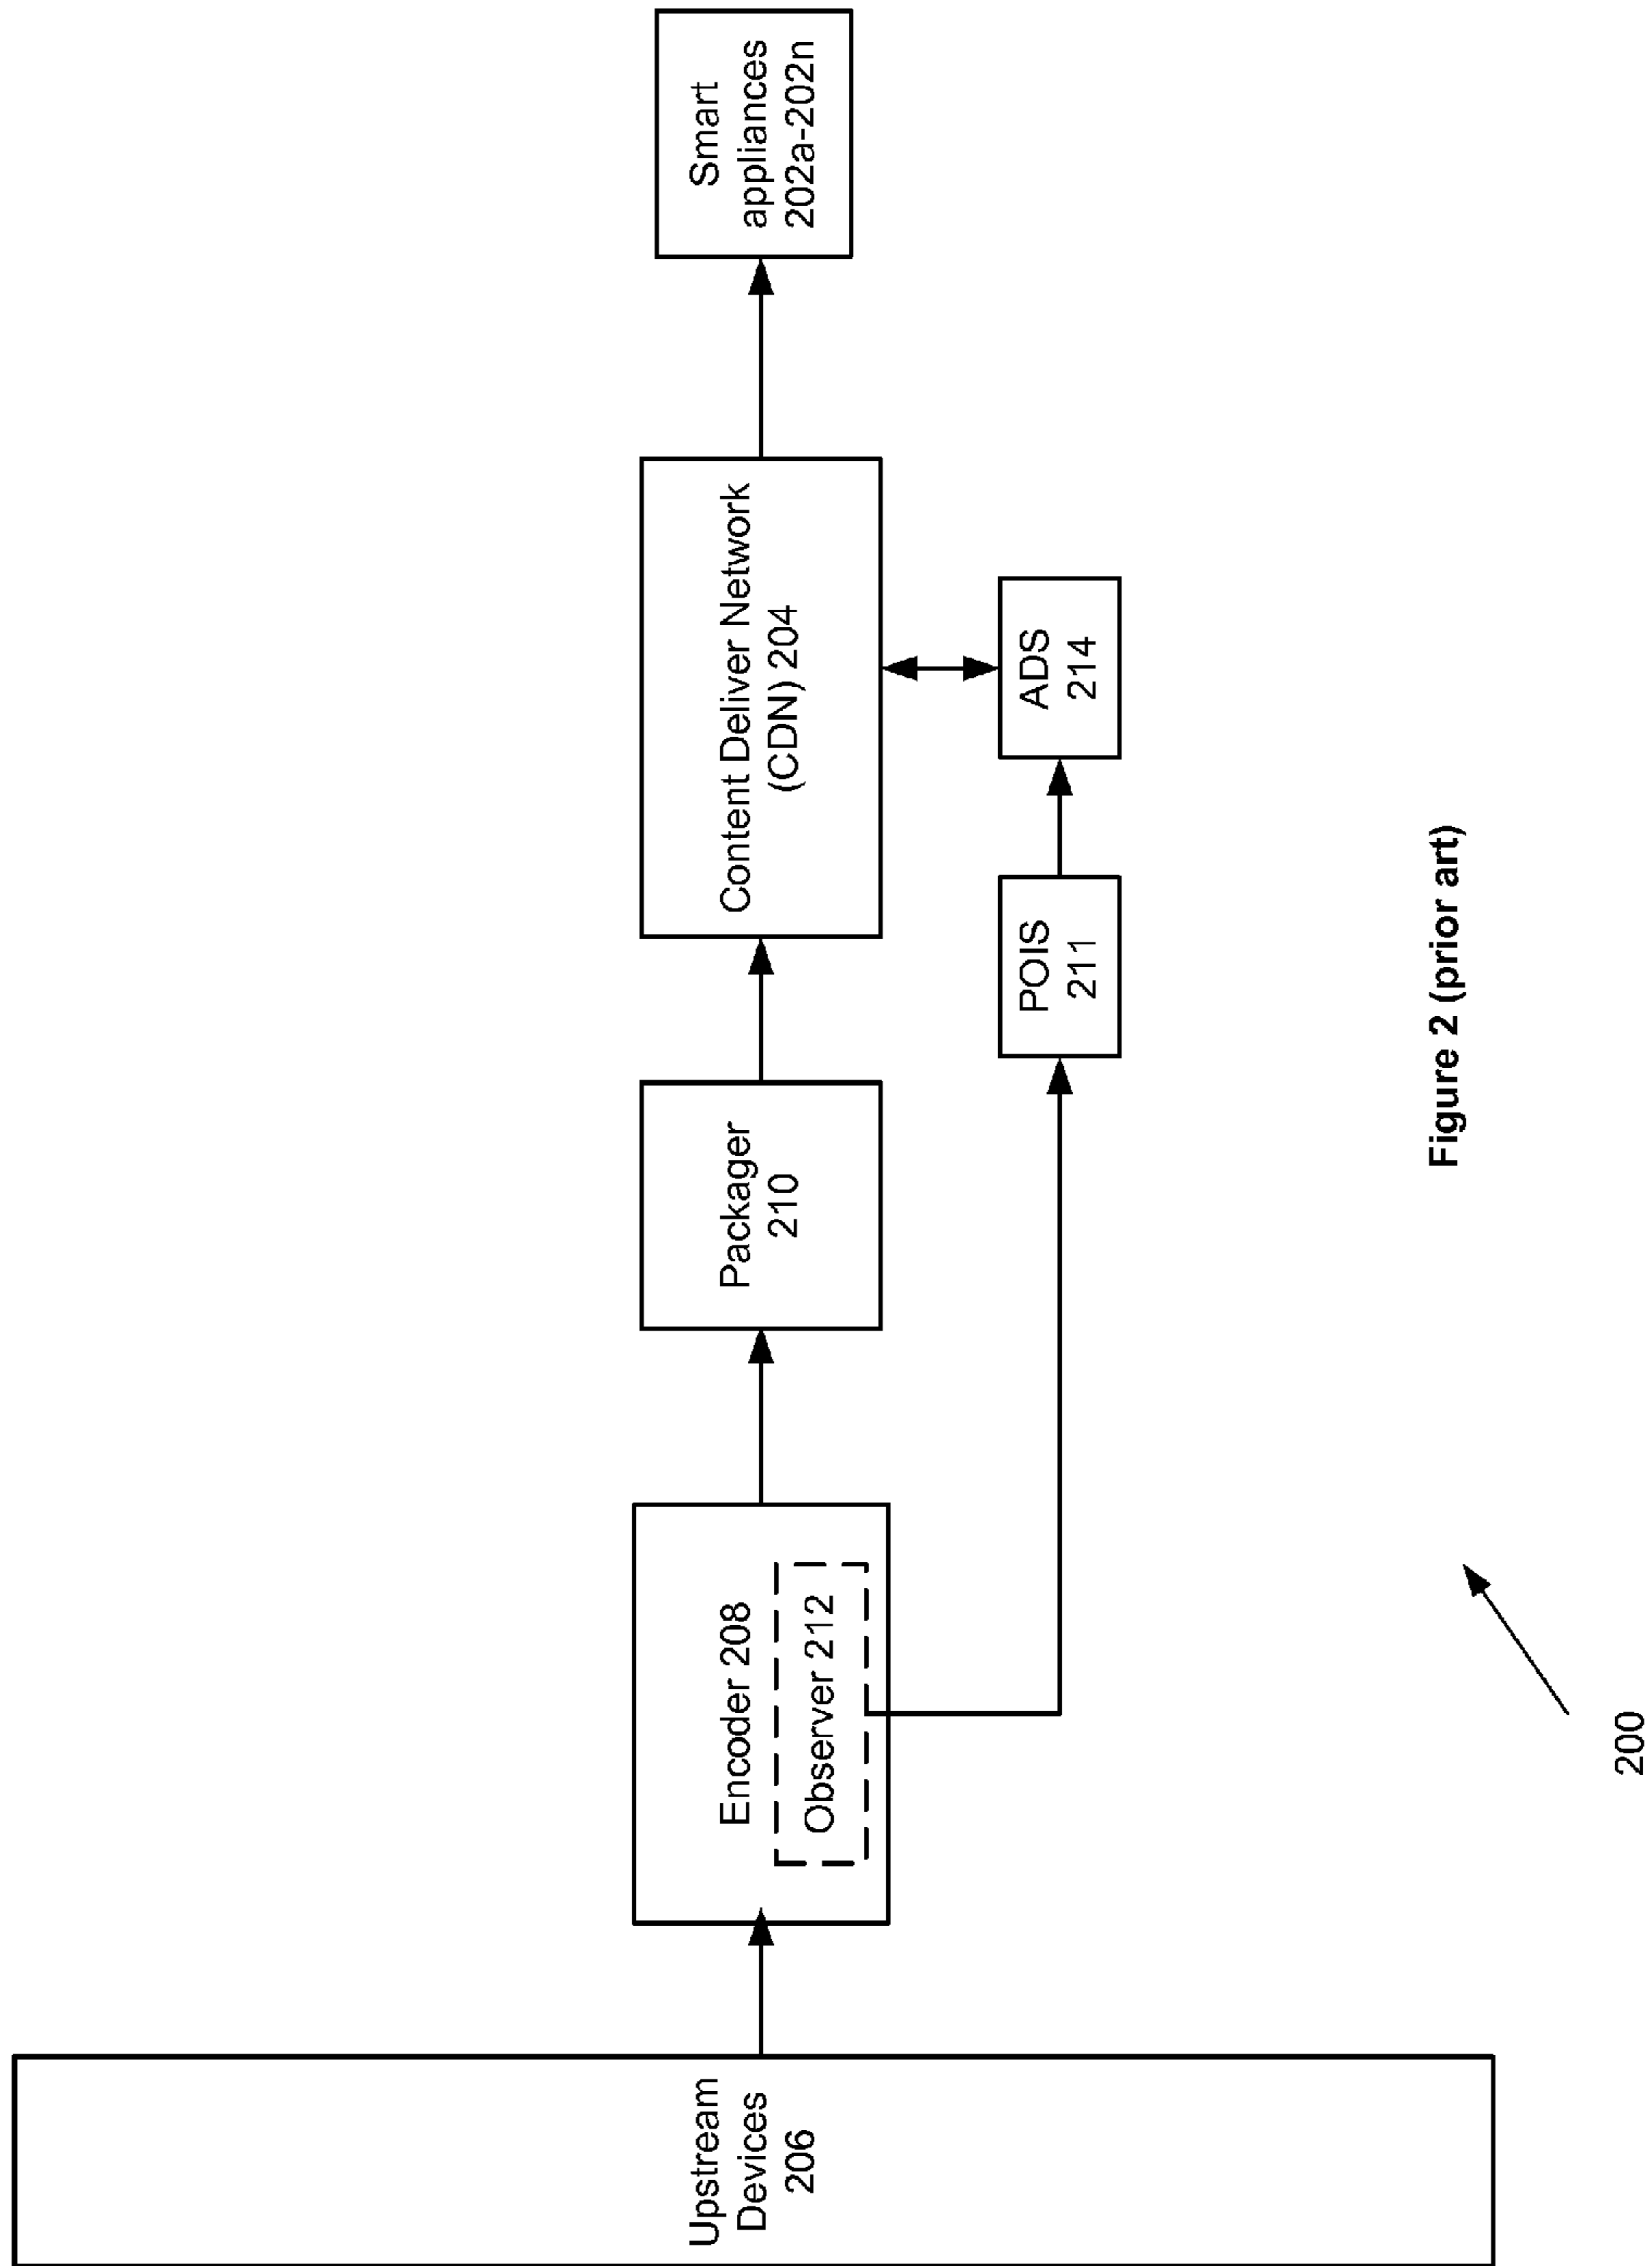 Upstream
Devices
206
Encoder 208
Observer 212
Packager
210
Content Deliver Network
(CDN) 204
Smart
appliances
202a-202n
POIS
211
ADS
214
200
Figure 2 (prior art)